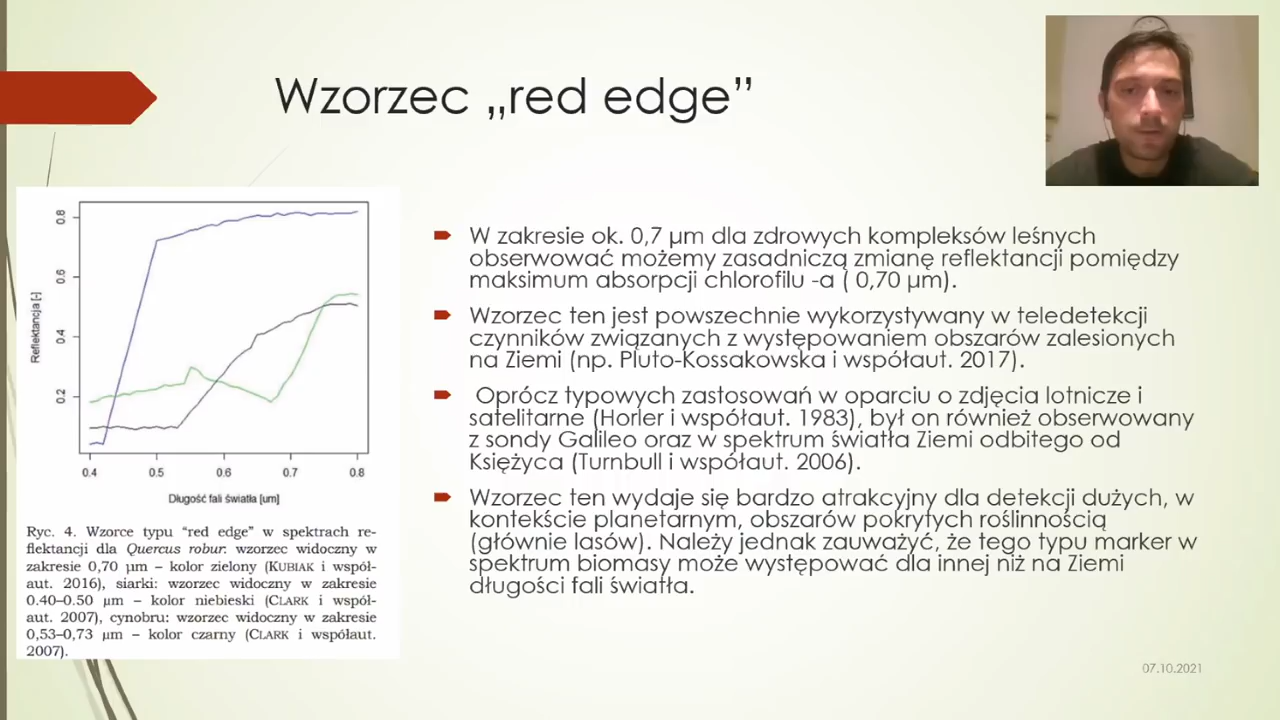 Wzorzec „red edge”
0.8
0.6
0.4
0.2
Reflektancja [-]
0.4 0.5 0.6 0.7 0.8
Długość fali światła [um]
Ryc. 4. Wzorce typu “red edge” w spektrach re-
flektancji dla Quercus robur: wzorzec widoczny w
zakresie 0,70 µm – kolor zielony (KUBIAK i współ-
aut. 2016), siarki: wzorzec widoczny w zakresie
0.40–0.50 µm – kolor niebieski (CLARK i współ-
aut. 2007), cynobru: wzorzec widoczny w zakresie
0,53–0,73 µm – kolor czarny (CLARK i współaut.
2007).
W zakresie ok. 0,7 µm dla zdrowych kompleksów leśnych
obserwować możemy zasadniczą zmianę reflektancji pomiędzy
maksimum absorpcji chlorofilu -a ( 0,70 µm).
Wzorzec ten jest powszechnie wykorzystywany w teledetekcji
czynników związanych z występowaniem obszarów zalesionych
na Ziemi (np. Pluto-Kossakowska i współaut. 2017).
Oprócz typowych zastosowań w oparciu o zdjęcia lotnicze i
satelitarne (Horler i współaut. 1983), był on również obserwowany
z sondy Galileo oraz w spektrum światła Ziemi odbitego od
Księżyca (Turnbull i współaut. 2006).
Wzorzec ten wydaje się bardzo atrakcyjny dla detekcji dużych, w
kontekście planetarnym, obszarów pokrytych roślinnością
(głównie lasów). Należy jednak zauważyć, że tego typu marker w
spektrum biomasy może występować dla innej niż na Ziemi
długości fali światła.
07.10.2021